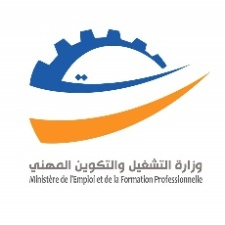 وزارة التشغيل والتكوين المهني
Ministère de l'Emploi et de la Formation Professionnelle